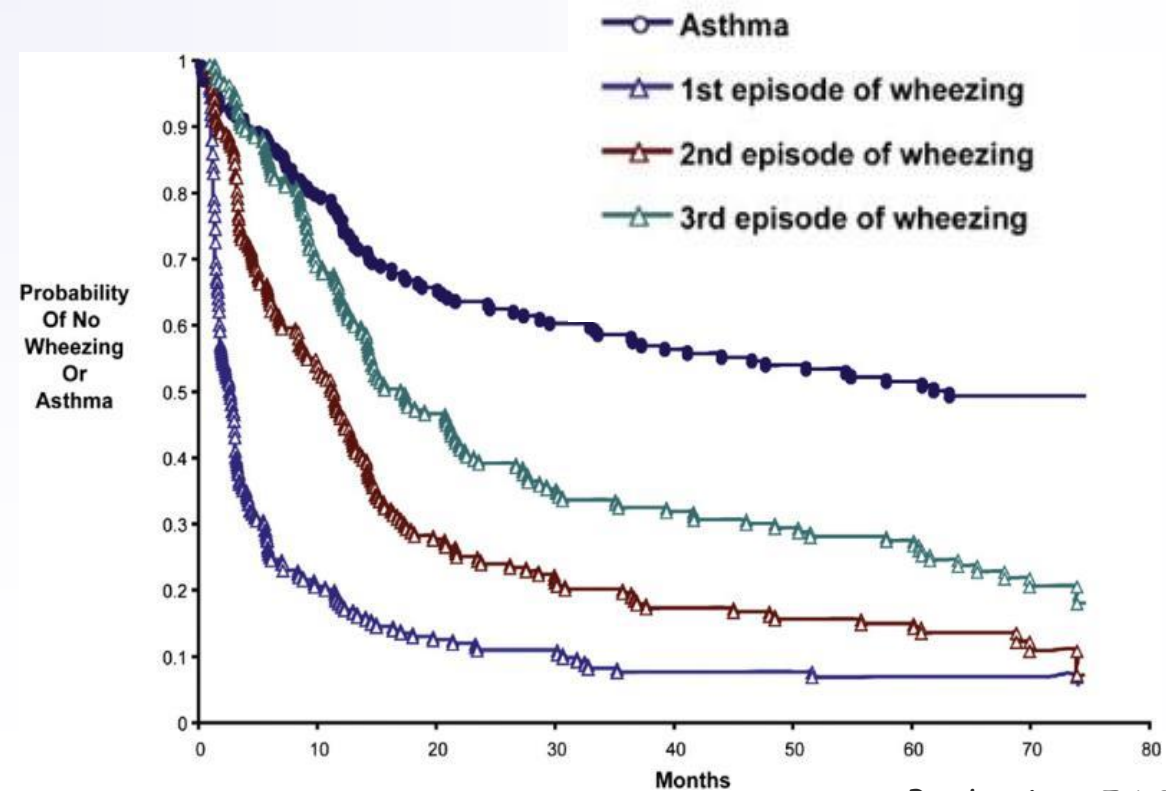 Asthma
1st episode of wheezing
2nd episode of wheezing
3rd episode of wheezing
Probability
Of No
Wheezing
Or
Asthma
1
0.9
0.8
0.7
0.6
0.5
0.4
0.3
0.2
0.1
0
0 10 20 30 40 50 60 70 80
Months